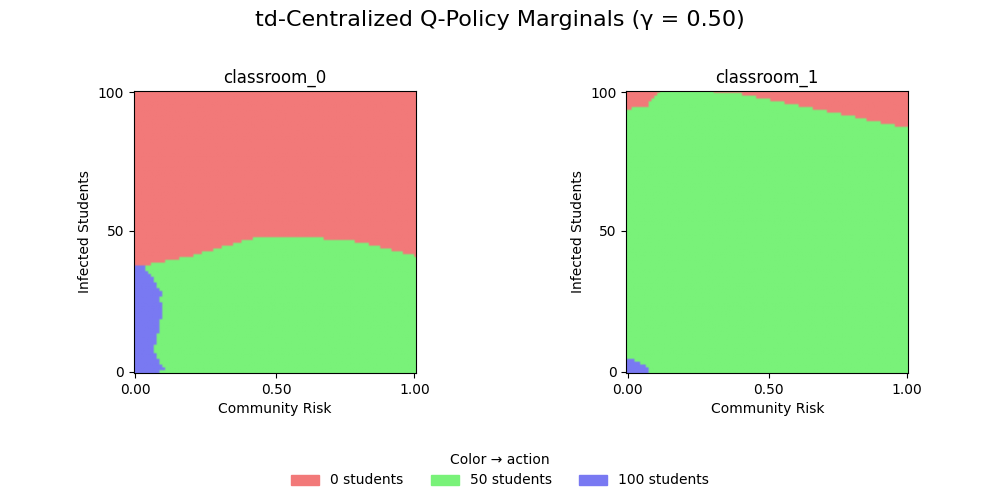 td-Centralized Q-Policy Marginals (γ = 0.50)
classroom_0
100
50
0
Infected Students
0.00 0.50 1.00
Community Risk
classroom_1
100
50
0
Infected Students
0.00 0.50 1.00
Community Risk
Color → action
0 students 50 students 100 students